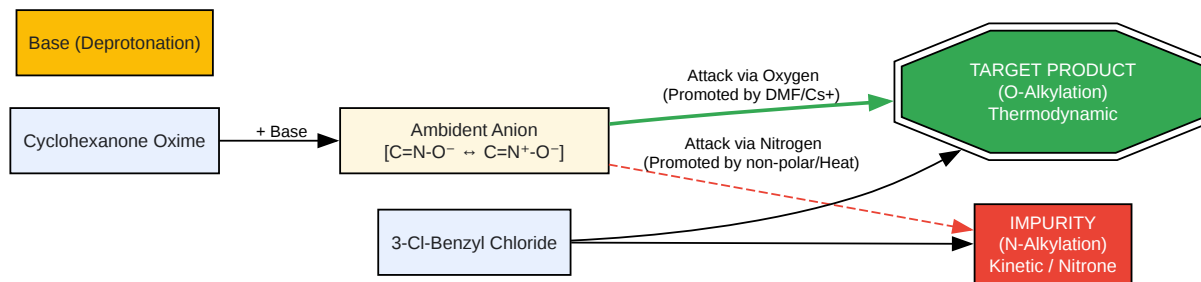 Base (Deprotonation)
Cyclohexanone Oxime
+ Base
Ambident Anion
[C=N-O⁻ ↔ C=N⁺-O⁻]
Attack via Oxygen
(Promoted by DMF/Cs+)
Attack via Nitrogen
(Promoted by non-polar/Heat)
3-Cl-Benzyl Chloride
TARGET PRODUCT
(O-Alkylation)
Thermodynamic
IMPURITY
(N-Alkylation)
Kinetic / Nitrone